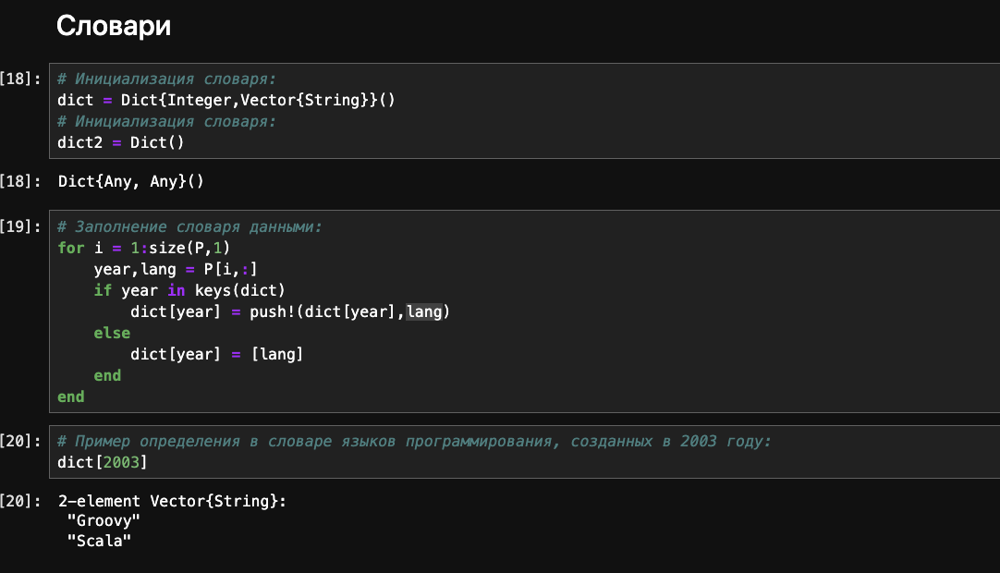 Словари
[18]: # Инициализация словаря:
dict = Dict{Integer,Vector{String}}()
# Инициализация словаря:
dict2 = Dict()
[18]: Dict{Any, Any}()
[19]: # Заполнение словаря данными:
for i = 1:size(P,1)
    year,lang = P[i,:]
    if year in keys(dict)
        dict[year] = push!(dict[year],lang)
    else
        dict[year] = [lang]
    end
end
[20]: # Пример определения в словаре языков программирования, созданных в 2003 году:
dict[2003]
[20]: 2-element Vector{String}:
 "Groovy"
 "Scala"